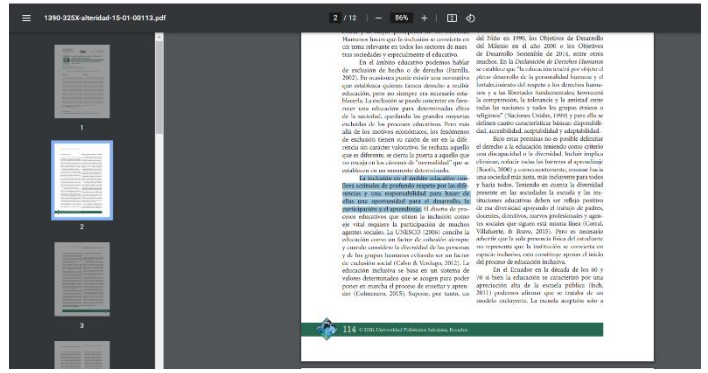 1390-325X-alteridad-15-01-00113.pdf
2 / 12
86%
1
2
3
Humanos hacen que la inclusión se convierta en
un tema relevante en todos los sectores de nues-
tras sociedades y especialmente el educativo.
En el ámbito educativo podemos hablar
de exclusión de hecho o de derecho (Parrilla,
2002). En ocasiones puede existir una normativa
que establezca quienes tienen derecho a recibir
educación, pero no siempre era necesario esta-
blecerla. La exclusión se puede concretar en favo-
recer una educación para determinadas élites
de la sociedad, quedando las grandes mayorías
excluidas de los procesos educativos. Pero más
allá de los motivos económicos, los fenómenos
de exclusión tienen su razón de ser en la dife-
rencia sin carácter valorativo. Se rechaza aquello
que es diferente, se cierra la puerta a aquello que
no encaja en los cánones de "normalidad" que se
establecen en un momento determinado.
La inclusión en el ámbito educativo con-
lleva actitudes de profundo respeto por las dife-
rencias y una responsabilidad para hacer de
ellas una oportunidad para el desarrollo, la
participación y el aprendizaje. El diseño de pro-
cesos educativos que sitúen la inclusión como
eje vital requiere la participación de muchos
agentes sociales. La UNESCO (2006) concibe la
educación como un factor de cohesión siempre
y cuando considere la diversidad de las personas
y de los grupos humanos evitando ser un factor
de exclusión social (Calvo & Verdugo, 2012). La
educación inclusiva se basa en un sistema de
valores determinados que se acogen para poder
poner en marcha el proceso de enseñar y apren-
der (Colmenero, 2015). Supone, por tanto, un
del Niño en 1990, los Objetivos de Desarrollo
del Milenio en el año 2000 o los Objetivos
de Desarrollo Sostenible de 2014, entre otros
muchos. En la Declaración de Derechos Humanos
se establece que "la educación tendrá por objeto el
pleno desarrollo de la personalidad humana y el
fortalecimiento del respeto a los derechos huma-
nos y a las libertades fundamentales; favorecerá
la comprensión, la tolerancia y la amistad entre
todas las naciones y todos los grupos étnicos o
religiosos" (Naciones Unidas, 1999) y para ello se
definen cuatro características básicas: disponibili-
dad, accesibilidad, aceptabilidad y adaptabilidad.
Bajo estas premisas no es posible delimitar
el derecho a la educación teniendo como criterio
una discapacidad o la diversidad. Incluir implica
eliminar, reducir todas las barreras al aprendizaje
(Booth, 2000) y consecuentemente, avanzar hacia
una sociedad más justa, más incluyente para todos
y hacia todos. Teniendo en cuenta la diversidad
presente en las sociedades la escuela y las ins-
tituciones educativas deben ser reflejo positivo
de esa diversidad apoyando el trabajo de padres,
docentes, directivos, nuevos profesionales y agen-
tes sociales que siguen está misma línea (Corral,
Villafuerte, & Bravo, 2015). Pero es necesario
advertir que la sola presencia física del estudiante
no representa que la institución se convierta en
espacio inclusivo, esto constituye apenas el inicio
del proceso de educación inclusiva.
En el Ecuador en la década de los 60 y
70 si bien la educación se caracterizó por una
apreciación alta de la escuela pública (Isch,
2011) podemos afirmar que se trataba de un
modelo excluyente. La escuela aceptaba solo a
114 © 2020, Universidad Politécnica Salesiana, Ecuador